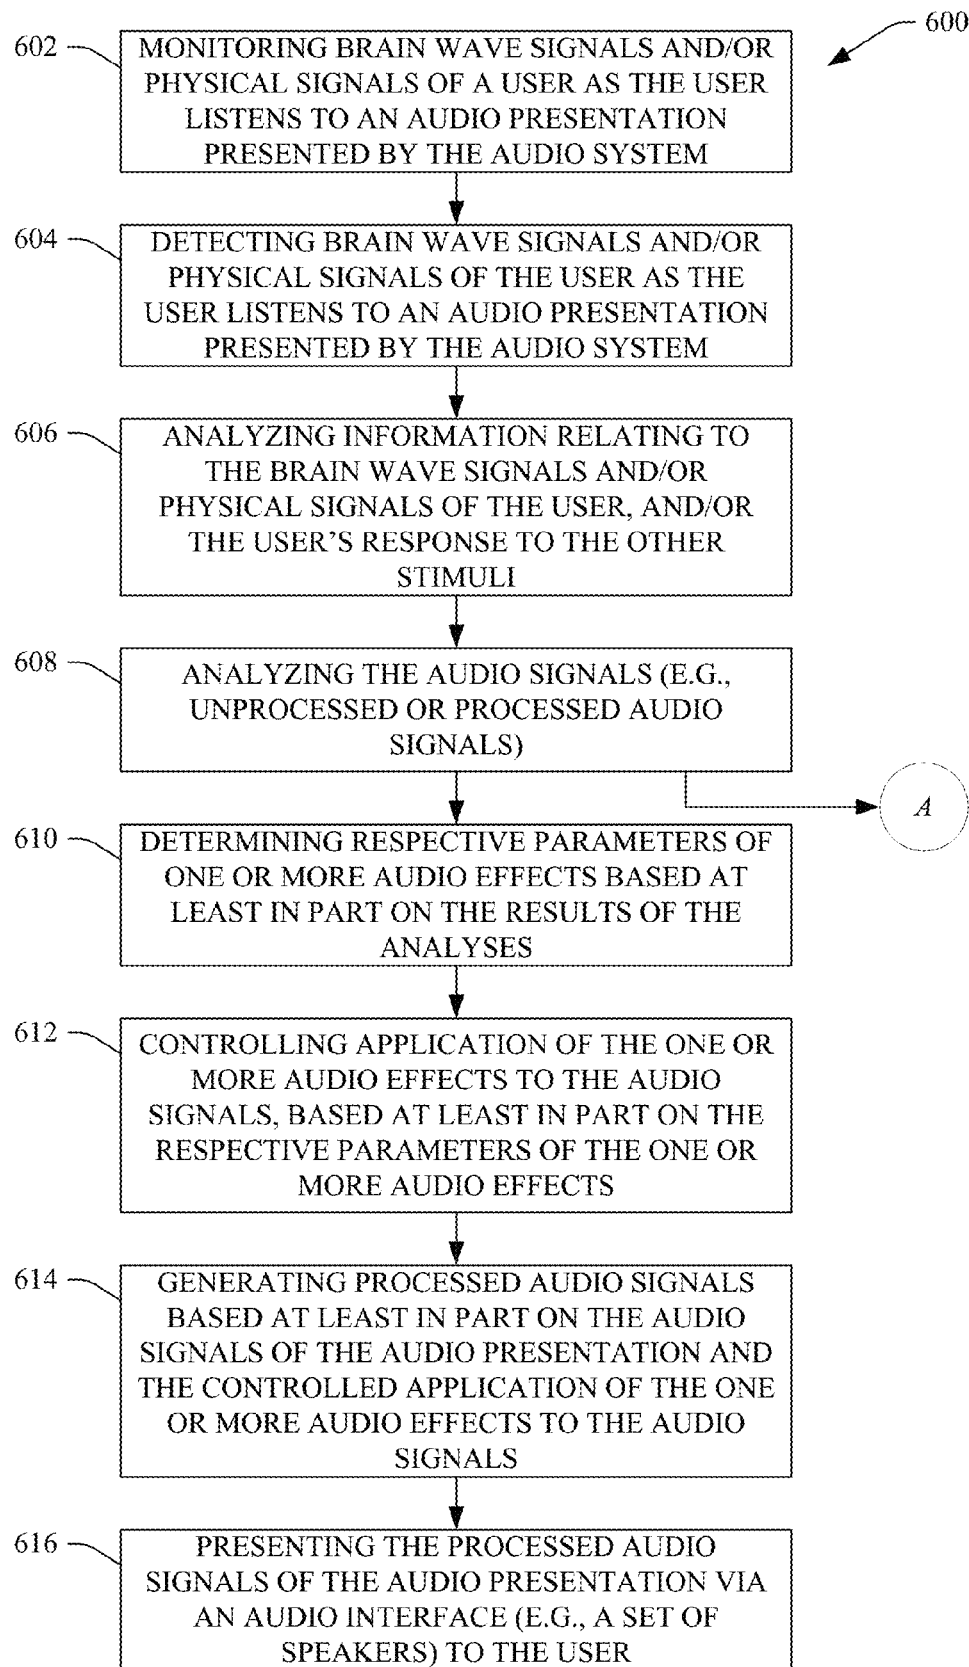 600
602
MONITORING BRAIN WAVE SIGNALS AND/OR
PHYSICAL SIGNALS OF A USER AS THE USER
LISTENS TO AN AUDIO PRESENTATION
PRESENTED BY THE AUDIO SYSTEM
604
DETECTING BRAIN WAVE SIGNALS AND/OR
PHYSICAL SIGNALS OF THE USER AS THE
USER LISTENS TO AN AUDIO PRESENTATION
PRESENTED BY THE AUDIO SYSTEM
606
ANALYZING INFORMATION RELATING TO
THE BRAIN WAVE SIGNALS AND/OR
PHYSICAL SIGNALS OF THE USER, AND/OR
THE USER'S RESPONSE TO THE OTHER
STIMULI
608
ANALYZING THE AUDIO SIGNALS (E.G.,
UNPROCESSED OR PROCESSED AUDIO
SIGNALS)
A
610
DETERMINING RESPECTIVE PARAMETERS OF
ONE OR MORE AUDIO EFFECTS BASED AT
LEAST IN PART ON THE RESULTS OF THE
ANALYSES
612
CONTROLLING APPLICATION OF THE ONE OR
MORE AUDIO EFFECTS TO THE AUDIO
SIGNALS, BASED AT LEAST IN PART ON THE
RESPECTIVE PARAMETERS OF THE ONE OR
MORE AUDIO EFFECTS
614
GENERATING PROCESSED AUDIO SIGNALS
BASED AT LEAST IN PART ON THE AUDIO
SIGNALS OF THE AUDIO PRESENTATION AND
THE CONTROLLED APPLICATION OF THE ONE
OR MORE AUDIO EFFECTS TO THE AUDIO
SIGNALS
616
PRESENTING THE PROCESSED AUDIO
SIGNALS OF THE AUDIO PRESENTATION VIA
AN AUDIO INTERFACE (E.G., A SET OF
SPEAKERS) TO THE USER